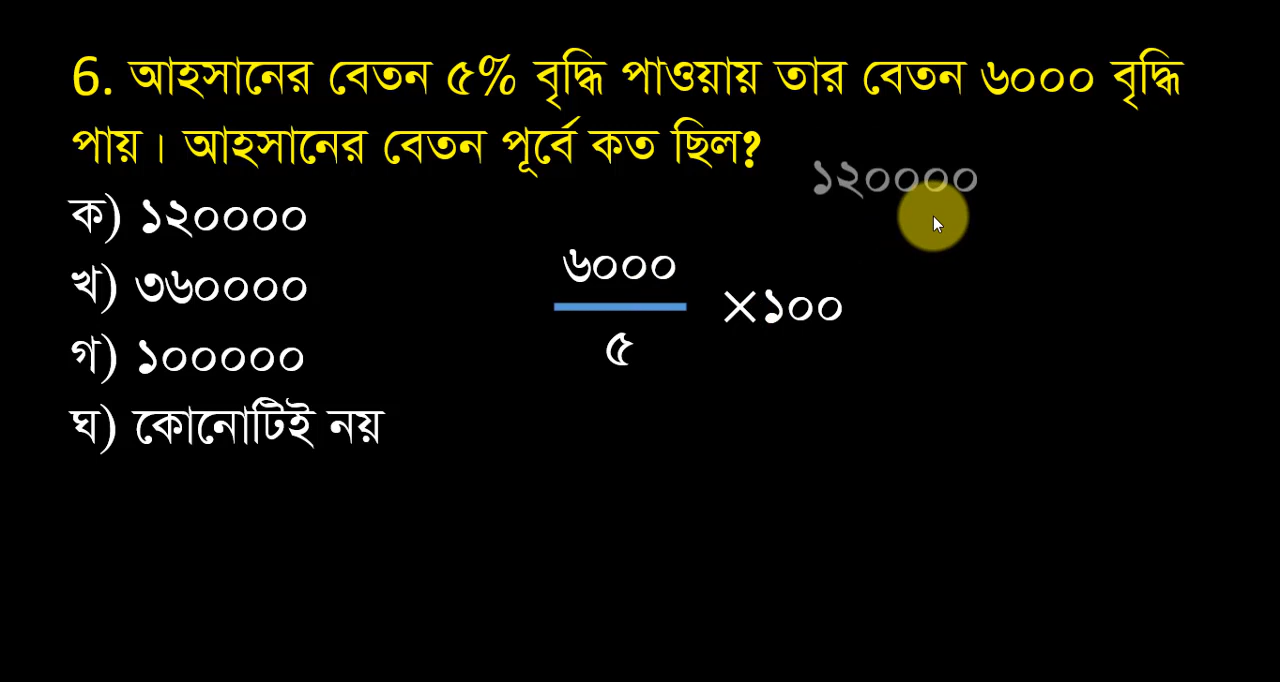 6. আহসানের বেতন ৫% বৃদ্ধি পাওয়ায় তার বেতন ৬০০০ বৃদ্ধি
পায়। আহসানের বেতন পূর্বে কত ছিল?
১২০০০০
ক) ১২০০০০
খ) ৩৬০০০০
গ) ১০০০০০
ঘ) কোনোটিই নয়
৬০০০
৫
×১০০